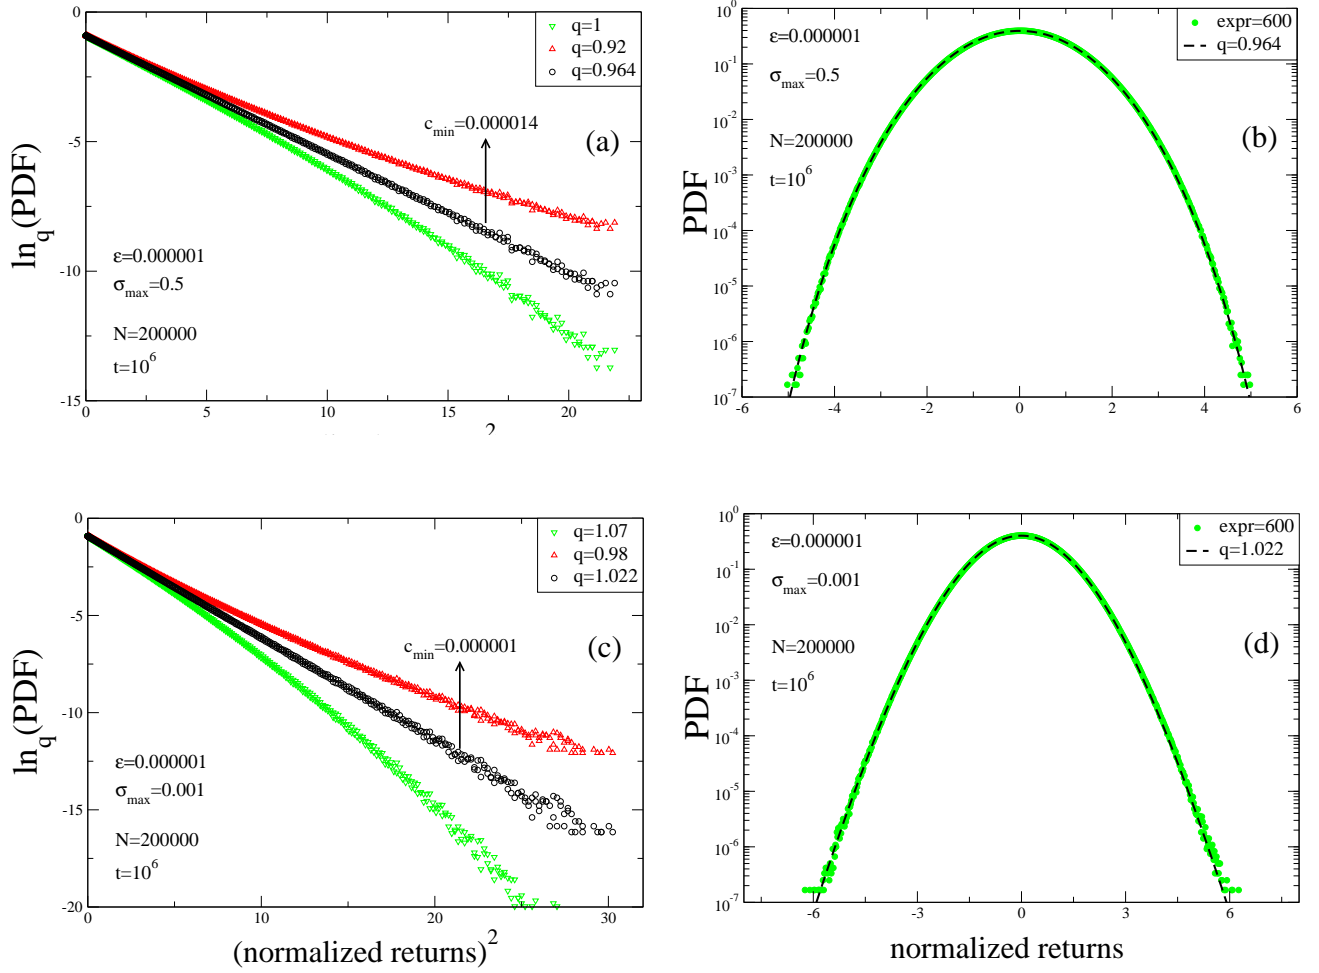 0
-5
-10
-15
ln_q(PDF)
q=1
q=0.92
q=0.964
c_min=0.000014
(a)
ε=0.000001
σ_max=0.5
N=200000
t=10^6
0 5 10 15 20
2
10^0
10^-1
10^-2
10^-3
10^-4
10^-5
10^-6
10^-7
PDF
ε=0.000001
σ_max=0.5
N=200000
t=10^6
expr=600
q=0.964
(b)
-6 -4 -2 0 2 4 6
0
-5
-10
-15
-20
ln_q(PDF)
q=1.07
q=0.98
q=1.022
c_min=0.000001
(c)
ε=0.000001
σ_max=0.001
N=200000
t=10^6
0 10 20 30
(normalized returns)^2
10^0
10^-1
10^-2
10^-3
10^-4
10^-5
10^-6
10^-7
PDF
ε=0.000001
σ_max=0.001
N=200000
t=10^6
expr=600
q=1.022
(d)
-6 -3 0 3 6
normalized returns